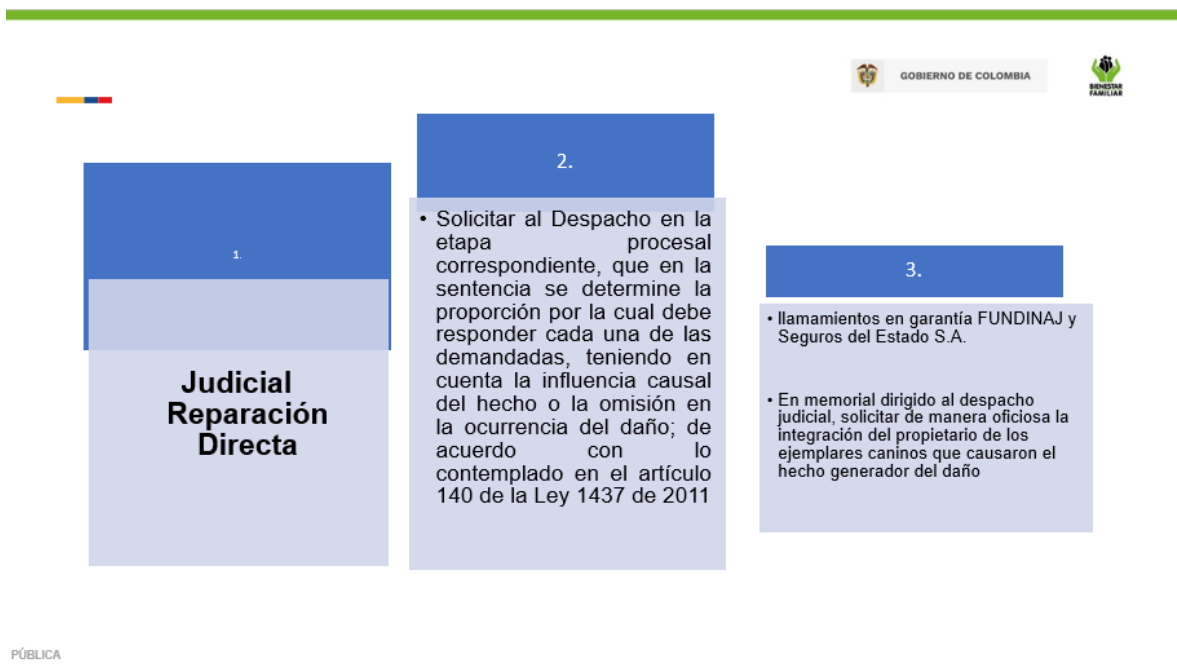 GOBIERNO DE COLOMBIA
BIENESTAR
FAMILIAR
1.
Judicial
Reparación
Directa
2.
• Solicitar al Despacho en la
etapa procesal
correspondiente, que en la
sentencia se determine la
proporción por la cual debe
responder cada una de las
demandadas, teniendo en
cuenta la influencia causal
del hecho o la omisión en
la ocurrencia del daño; de
acuerdo con lo
contemplado en el artículo
140 de la Ley 1437 de 2011
3.
• llamamientos en garantía FUNDINAJ y
Seguros del Estado S.A.
• En memorial dirigido al despacho
judicial, solicitar de manera oficiosa la
integración del propietario de los
ejemplares caninos que causaron el
hecho generador del daño
PÚBLICA